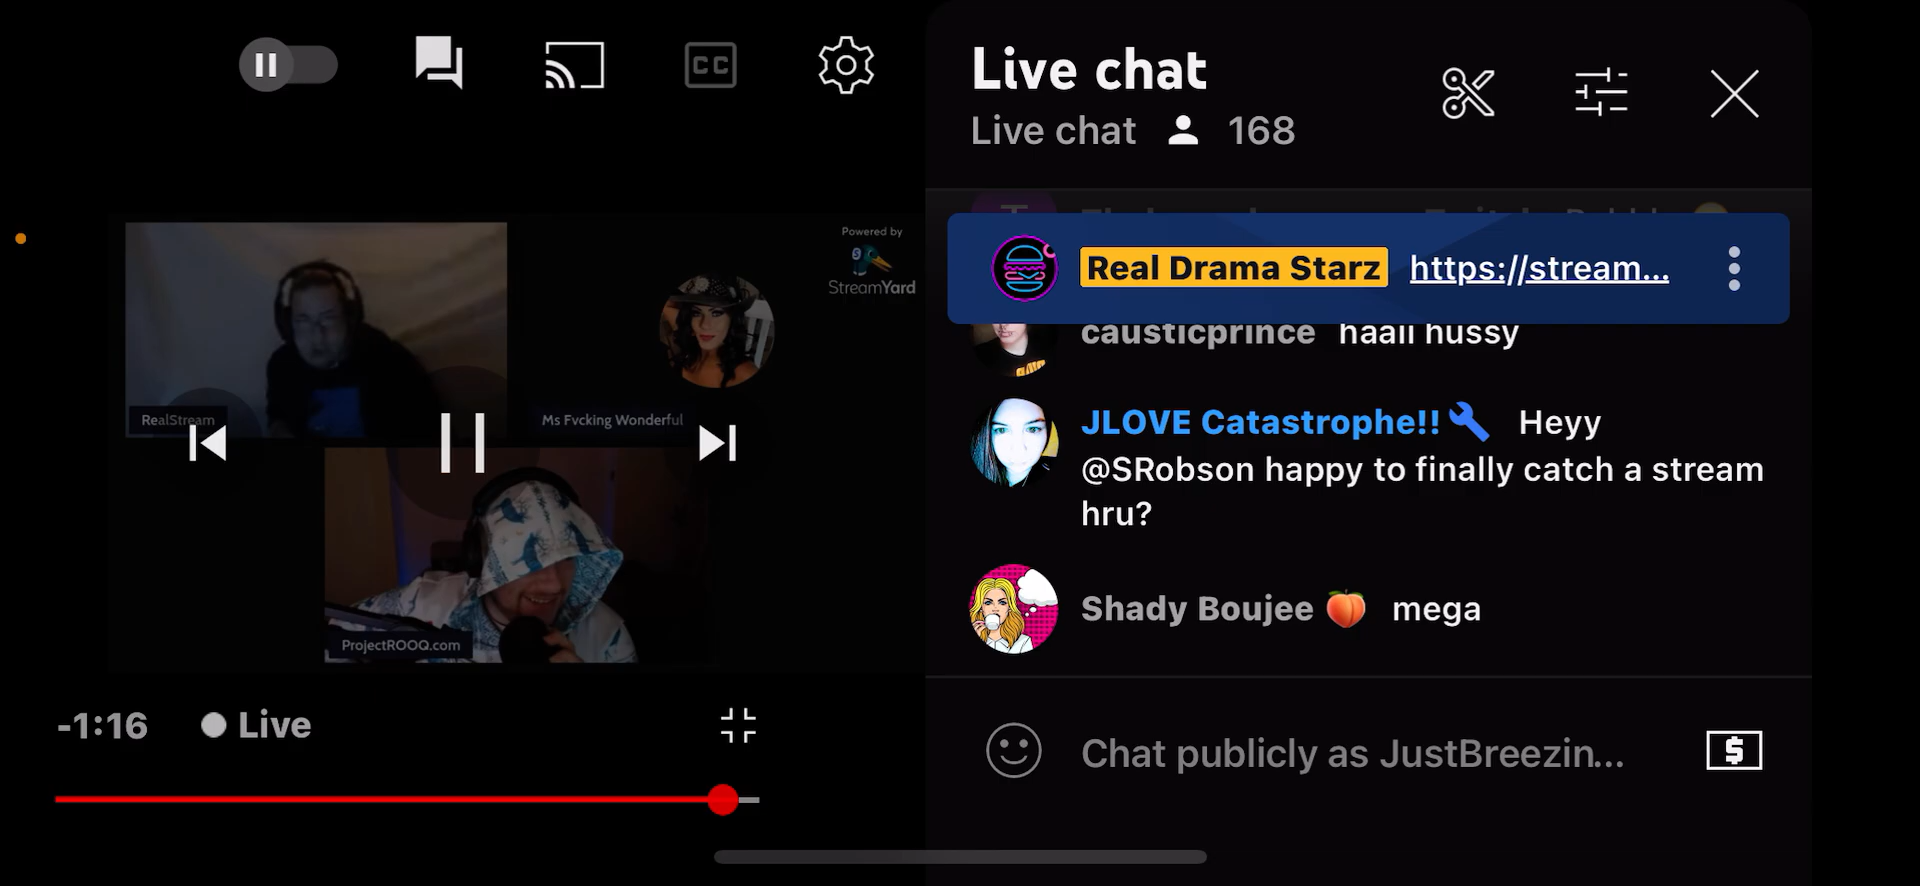 CC
Live chat
Live chat 168
Powered by
StreamYard
Real Drama Starz https://stream...
causticprince haaii hussy
RealStream
Ms Fvcking Wonderful
JLOVE Catastrophe!! Heyy
@SRobson happy to finally catch a stream
hru?
Shady Boujee 🍑 mega
ProjectROOQ.com
-1:16 Live
Chat publicly as JustBreezin...